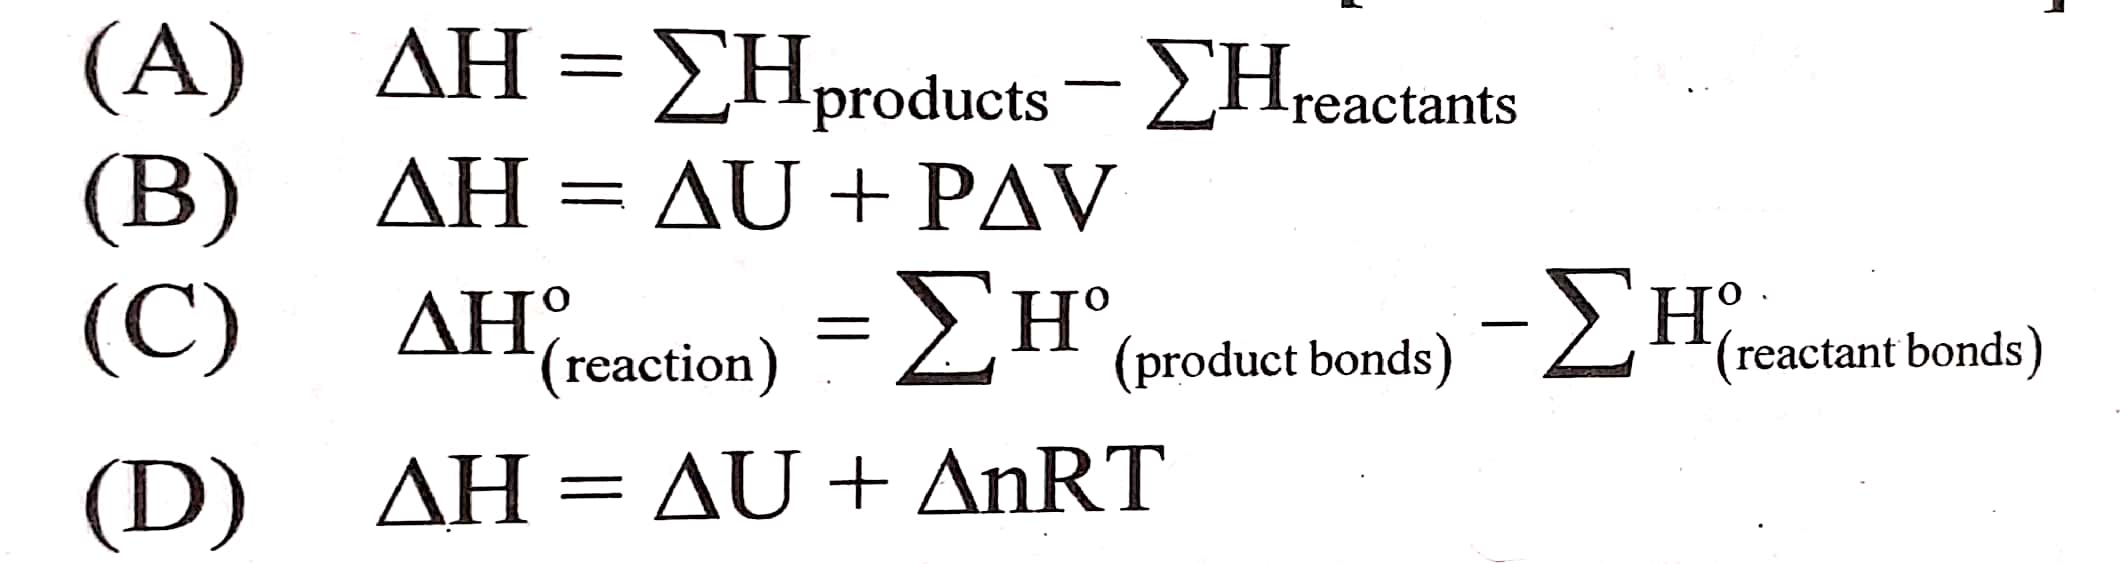 (A) ΔH = ∑H_products − ∑H_reactants
(B) ΔH = ΔU + PΔV
(C) ΔH°_(reaction) = ∑ H°_(product bonds) − ∑ H°_(reactant bonds)
(D) ΔH = ΔU + ΔnRT